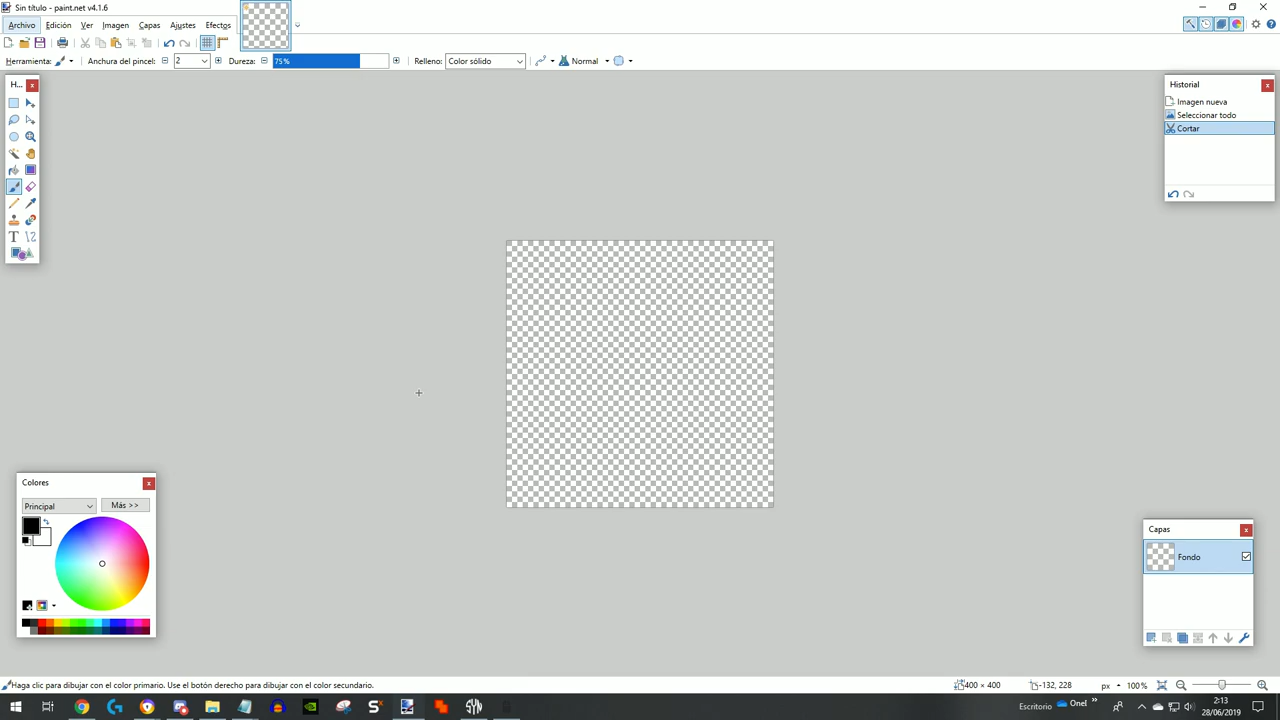 Sin título - paint.net v4.1.6
Archivo Edición Ver Imagen Capas Ajustes Efectos
Herramienta: Anchura del pincel: 2 Dureza: 75% Relleno: Color sólido Normal
H...
Historial
Imagen nueva
Seleccionar todo
Cortar
Colores
Principal Más >>
Capas
Fondo
Haga clic para dibujar con el color primario. Use el botón derecho para dibujar con el color secundario.
400 × 400 -132, 228 px 100%
Escritorio OneI
2:13
28/06/2019